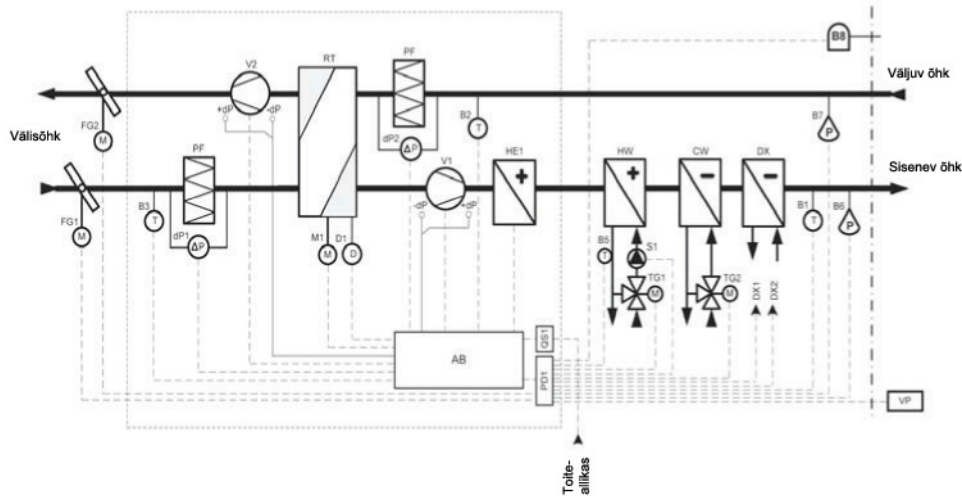 B8
V2
RT
PF
Väljuv õhk
+dP
-dP
FG2
M
dP2
ΔP
B2
T
B7
P
Välisõhk
PF
V1
HE1
+
HW
+
CW
-
DX
-
Sisenev õhk
FG1
M
B3
T
dP1
ΔP
-dP
+dP
B1
T
B6
P
M1
M
D1
D
B5
T
S1
TG1
M
TG2
M
DX1
DX2
AB
QS1
PD1
VP
Toite-
allikas